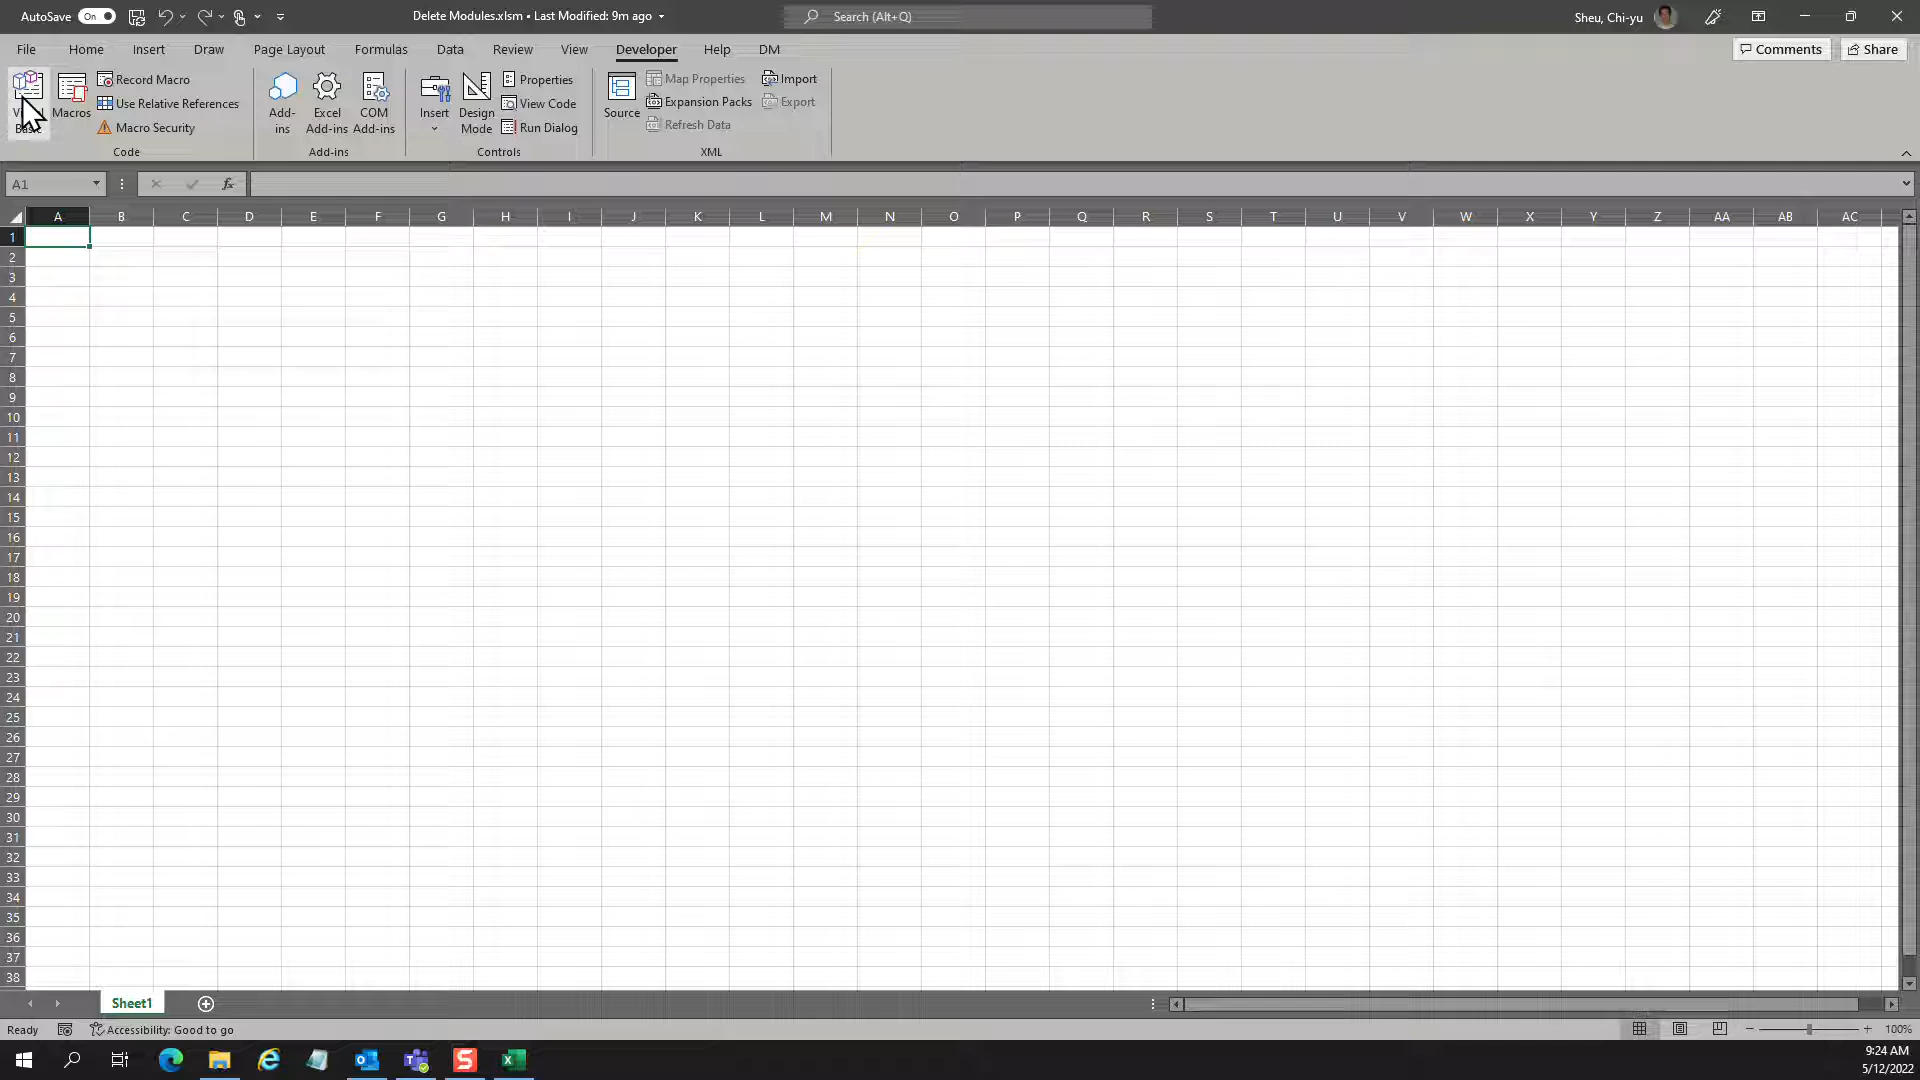 AutoSave On Delete Modules.xlsm • Last Modified: 9m ago Search (Alt+Q) Sheu, Chi-yu
File Home Insert Draw Page Layout Formulas Data Review View Developer Help DM Comments Share
Macros
Record Macro
Use Relative References
Macro Security
Code
Add-
ins
Excel
Add-ins
COM
Add-ins
Add-ins
Insert
Design
Mode
Properties
View Code
Run Dialog
Controls
Source
Map Properties
Expansion Packs
Refresh Data
Import
Export
XML
A1 fx
A B C D E F G H I J K L M N O P Q R S T U V W X Y Z AA AB AC
1
2
3
4
5
6
7
8
9
10
11
12
13
14
15
16
17
18
19
20
21
22
23
24
25
26
27
28
29
30
31
32
33
34
35
36
37
38
Sheet1
Ready Accessibility: Good to go 100%
9:24 AM
5/12/2022